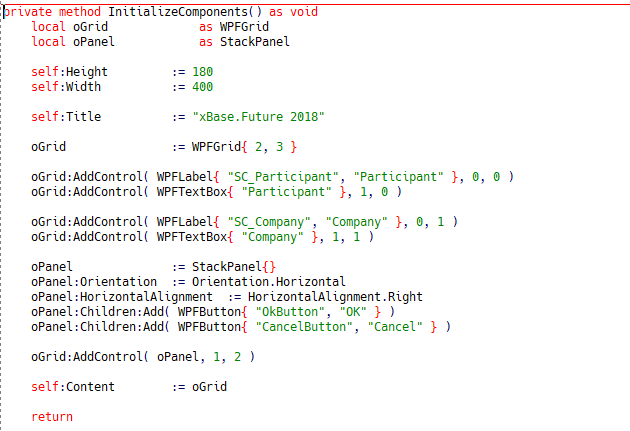 private method InitializeComponents() as void
local oGrid as WPFGrid
local oPanel as StackPanel
self:Height := 180
self:Width := 400
self:Title := "xBase.Future 2018"
oGrid := WPFGrid{ 2, 3 }
oGrid:AddControl( WPFLabel{ "SC_Participant", "Participant" }, 0, 0 )
oGrid:AddControl( WPFTextBox{ "Participant" }, 1, 0 )
oGrid:AddControl( WPFLabel{ "SC_Company", "Company" }, 0, 1 )
oGrid:AddControl( WPFTextBox{ "Company" }, 1, 1 )
oPanel := StackPanel{}
oPanel:Orientation := Orientation.Horizontal
oPanel:HorizontalAlignment := HorizontalAlignment.Right
oPanel:Children:Add( WPFButton{ "OkButton", "OK" } )
oPanel:Children:Add( WPFButton{ "CancelButton", "Cancel" } )
oGrid:AddControl( oPanel, 1, 2 )
self:Content := oGrid
return